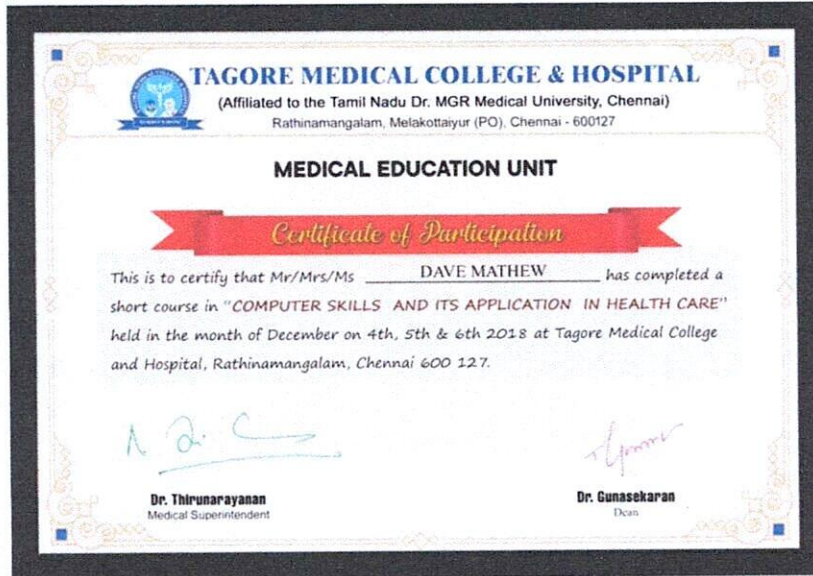 TAGORE MEDICAL COLLEGE & HOSPITAL
(Affiliated to the Tamil Nadu Dr. MGR Medical University, Chennai)
Rathinamangalam, Melakottaiyur (PO), Chennai - 600127
MEDICAL EDUCATION UNIT
Certificate of Participation
This is to certify that Mr/Mrs/Ms DAVE MATHEW has completed a
short course in "COMPUTER SKILLS AND ITS APPLICATION IN HEALTH CARE"
held in the month of December on 4th, 5th & 6th 2018 at Tagore Medical College
and Hospital, Rathinamangalam, Chennai 600 127.
Dr. Thirunarayanan
Medical Superintendent
Dr. Gunasekaran
Dean